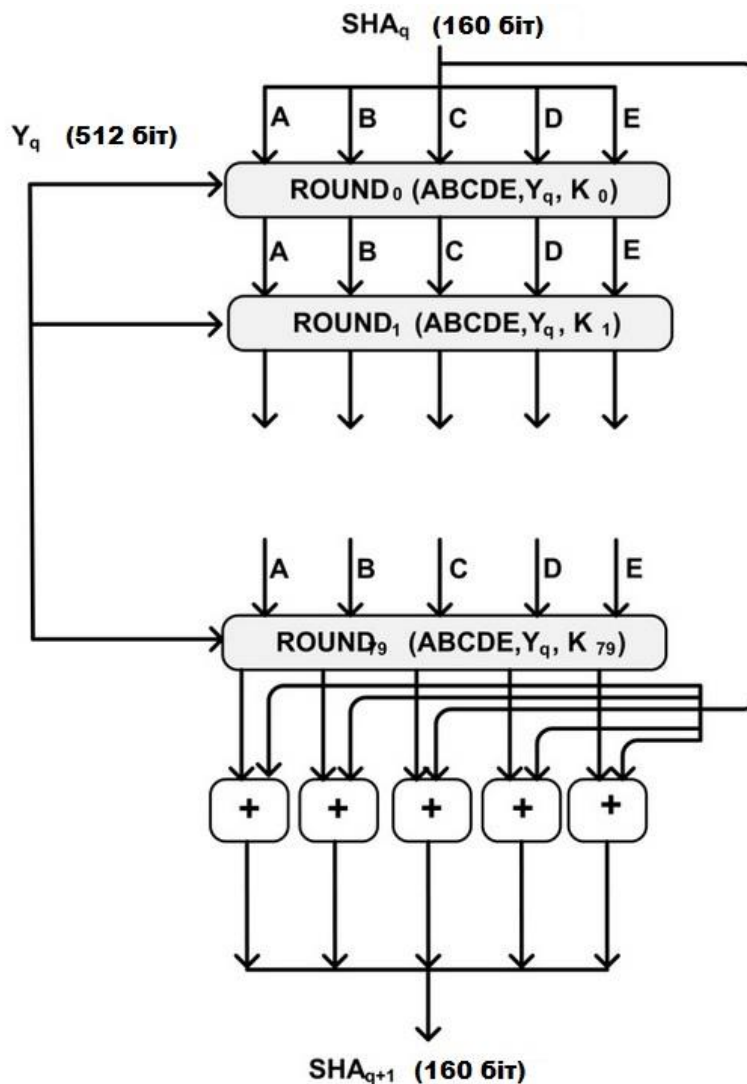 SHAq (160 біт)
A B C D E
Yq (512 біт)
ROUND0 (ABCDE,Yq, K 0)
A B C D E
ROUND1 (ABCDE,Yq, K 1)
A B C D E
ROUND79 (ABCDE,Yq, K 79)
+ + + + +
SHAq+1 (160 біт)